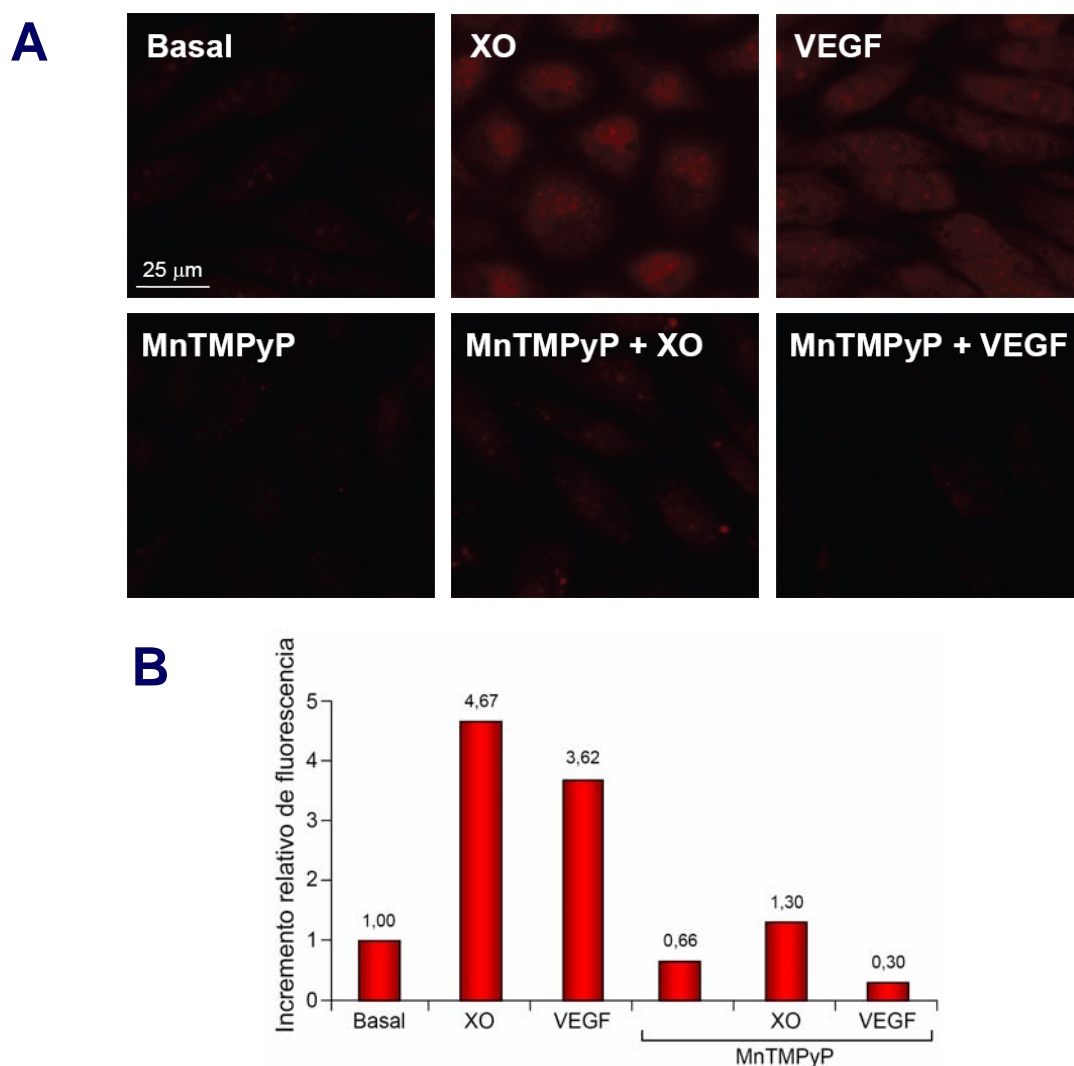 A
Basal
XO
VEGF
25 μm
MnTMPyP
MnTMPyP + XO
MnTMPyP + VEGF
B
Incremento relativo de fluorescencia
5
4
3
2
1
0
1,00
4,67
3,62
0,66
1,30
0,30
Basal
XO
VEGF
XO
VEGF
MnTMPyP